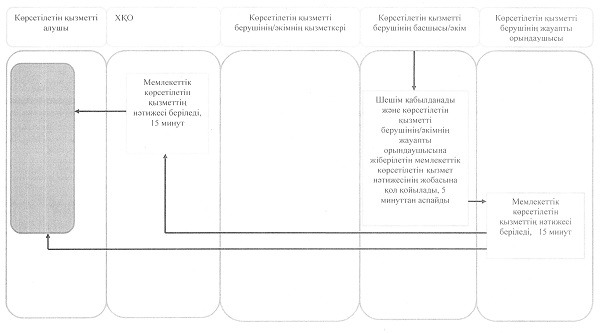 Көрсетілетін қызметті
алушы
ХҚО
Көрсетілетін қызметті
берушінің/әкімнің қызметкері
Көрсетілетін қызметті
берушінің басшысы/әкім
Көрсетілетін қызметті
берушінің жауапты
орындаушысы
Мемлекеттік
көрсетілетін
қызметтің
нәтижесі беріледі,
15 минут
Шешім қабылданады
және көрсетілетін
қызметті
берушінің/әкімнің
жауапты
орындаушысына
жіберілетін мемлекеттік
көрсетілетін қызмет
нәтижесінің жобасына
қол қойылады, 5
минуттан аспайды
Мемлекеттік
көрсетілетін
қызметтің нәтижесі
беріледі, 15 минут